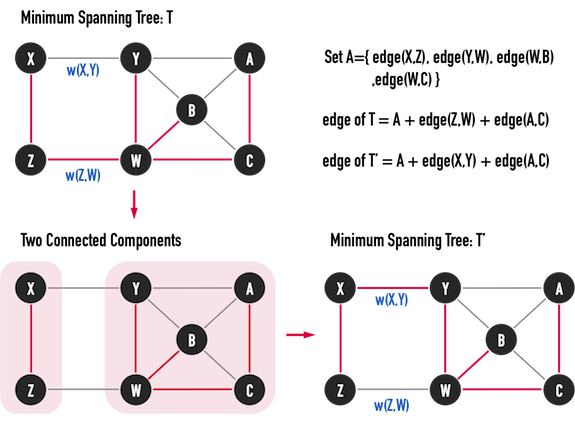 Minimum Spanning Tree: T
X Y A
w(X,Y)
B
Z W C
w(Z,W)
Set A={ edge(X,Z), edge(Y,W), edge(W,B)
,edge(W,C) }
edge of T = A + edge(Z,W) + edge(A,C)
edge of T′ = A + edge(X,Y) + edge(A,C)
Two Connected Components
X Y A
B
Z W C
Minimum Spanning Tree: T′
X Y A
w(X,Y)
B
Z W C
w(Z,W)